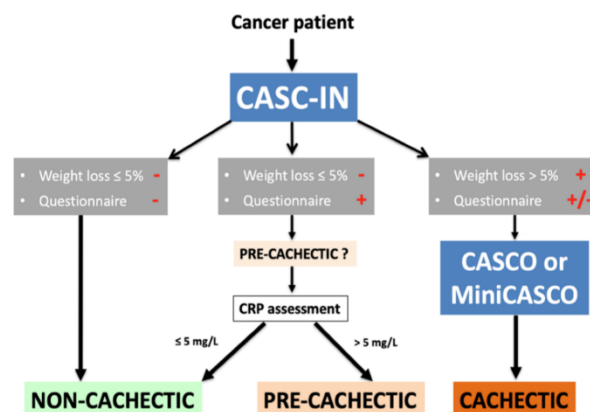 Cancer patient
CASC-IN
• Weight loss ≤ 5% -
• Questionnaire -
• Weight loss ≤ 5% -
• Questionnaire +
• Weight loss > 5% +
• Questionnaire +/-
PRE-CACHECTIC ?
CASCO or
MiniCASCO
CRP assessment
≤ 5 mg/L
> 5 mg/L
NON-CACHECTIC
PRE-CACHECTIC
CACHECTIC